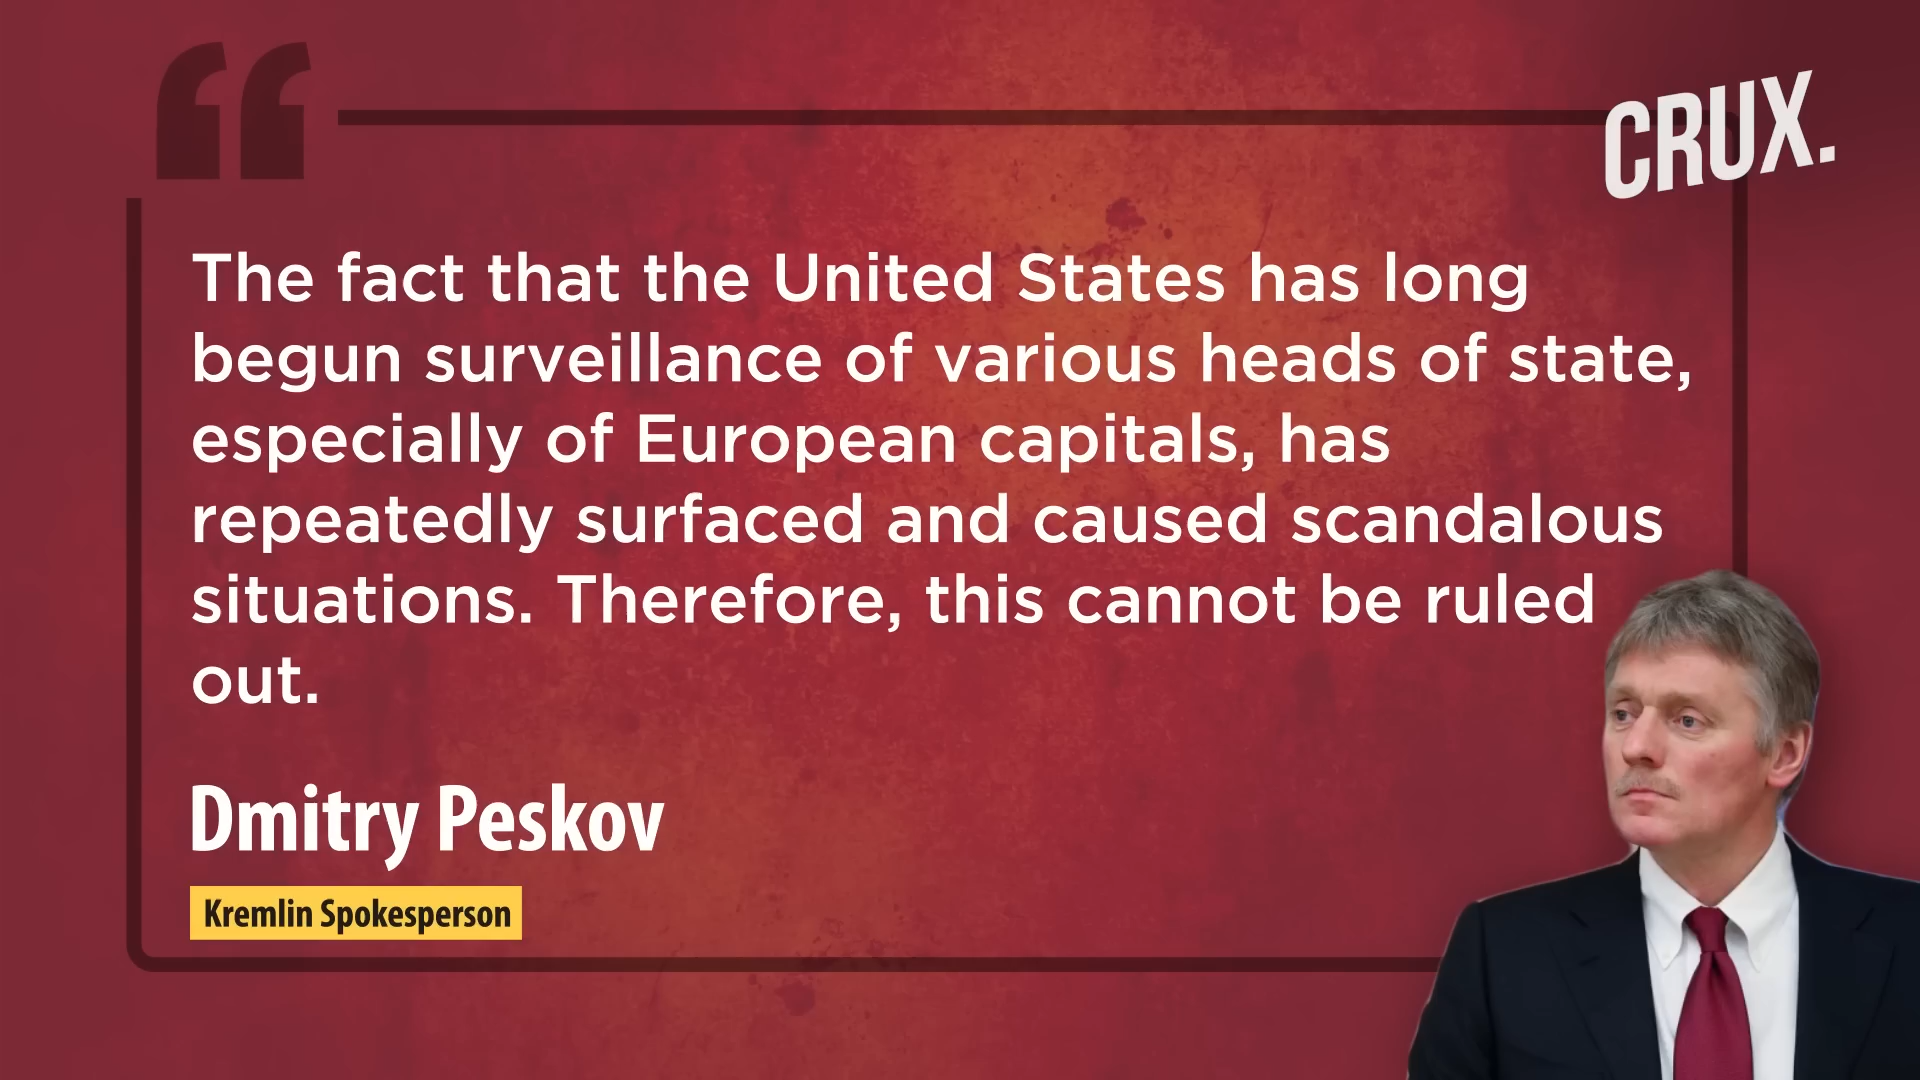 CRUX.
The fact that the United States has long
begun surveillance of various heads of state,
especially of European capitals, has
repeatedly surfaced and caused scandalous
situations. Therefore, this cannot be ruled
out.
Dmitry Peskov
Kremlin Spokesperson